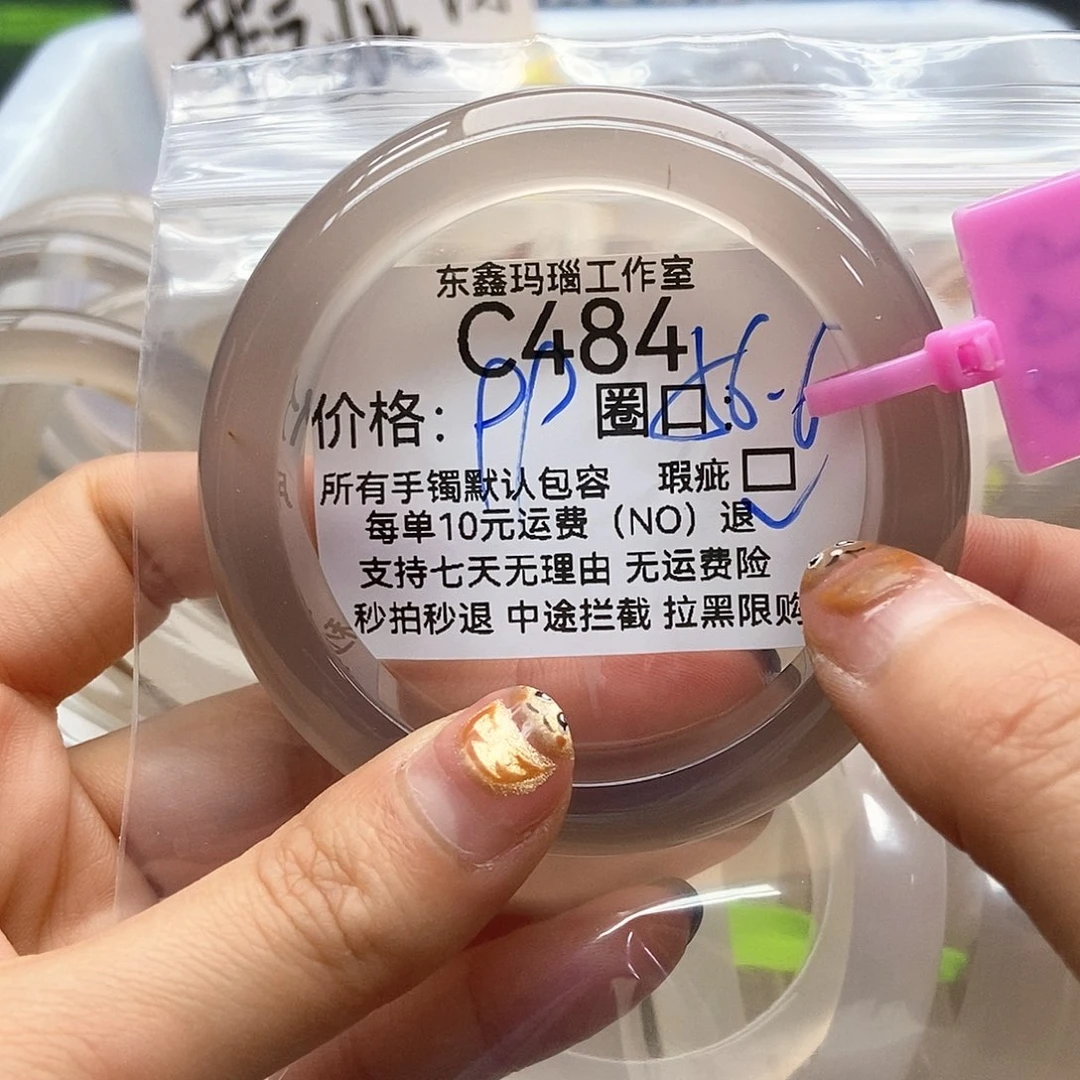 东鑫玛瑙工作室
C484
价格： 圈口： 56-6
所有手镯默认包容 瑕疵
每单10元运费（NO）退
支持七天无理由 无运费险
秒拍秒退 中途拦截 拉黑限购